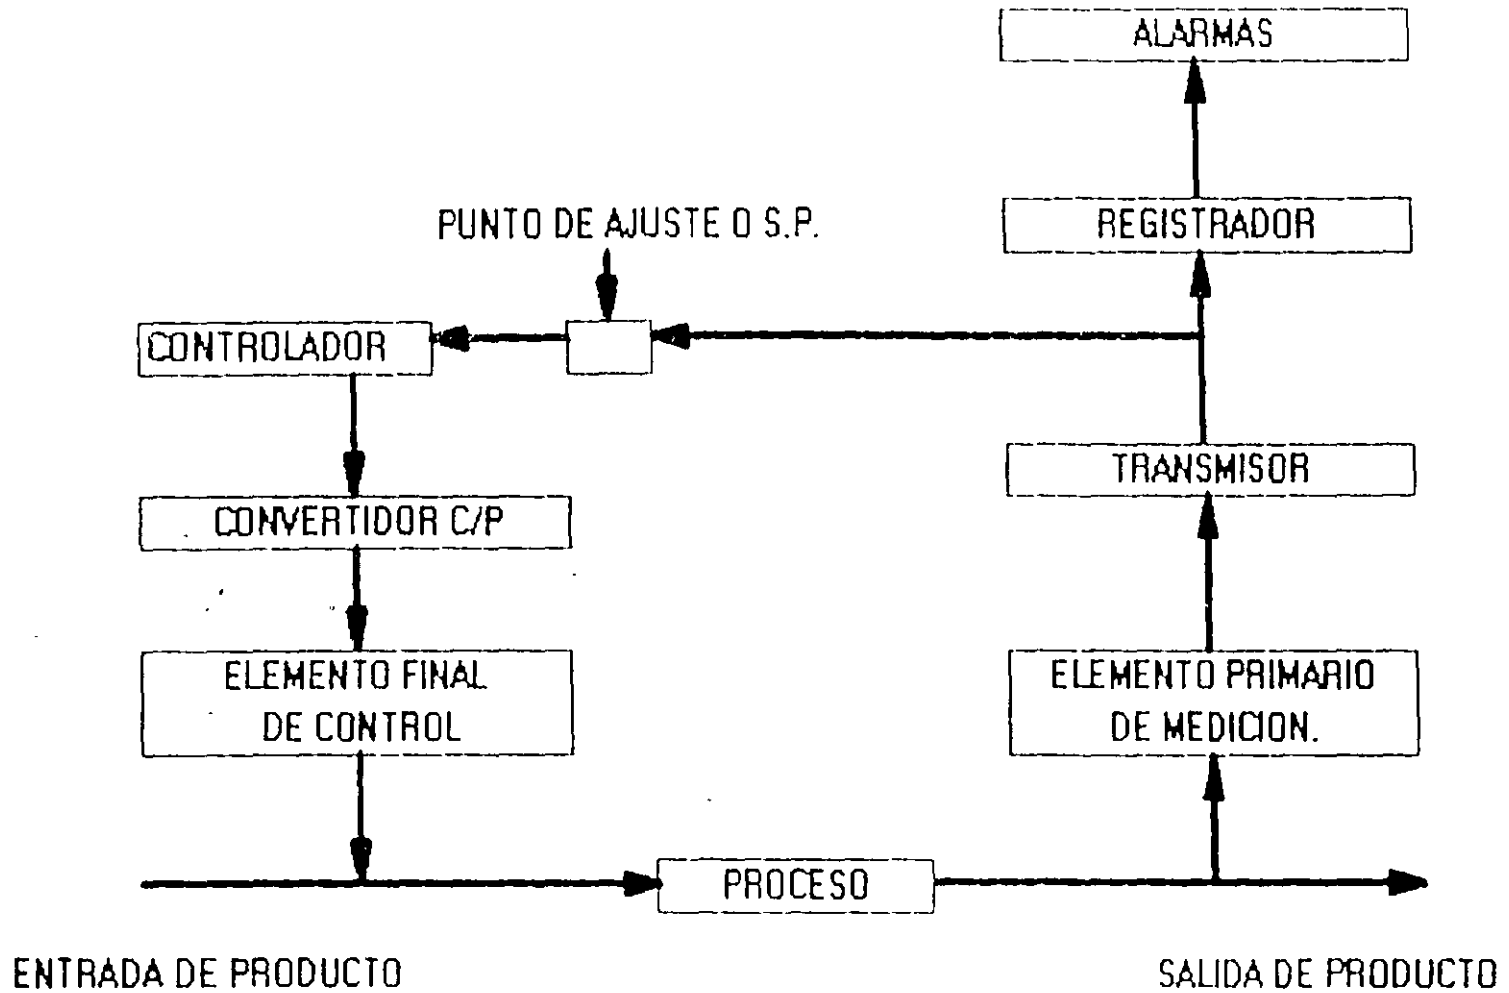 ALARMAS
REGISTRADOR
PUNTO DE AJUSTE O S.P.
CONTROLADOR
TRANSMISOR
CONVERTIDOR C/P
ELEMENTO FINAL
DE CONTROL
ELEMENTO PRIMARIO
DE MEDICION.
PROCESO
ENTRADA DE PRODUCTO
SALIDA DE PRODUCTO